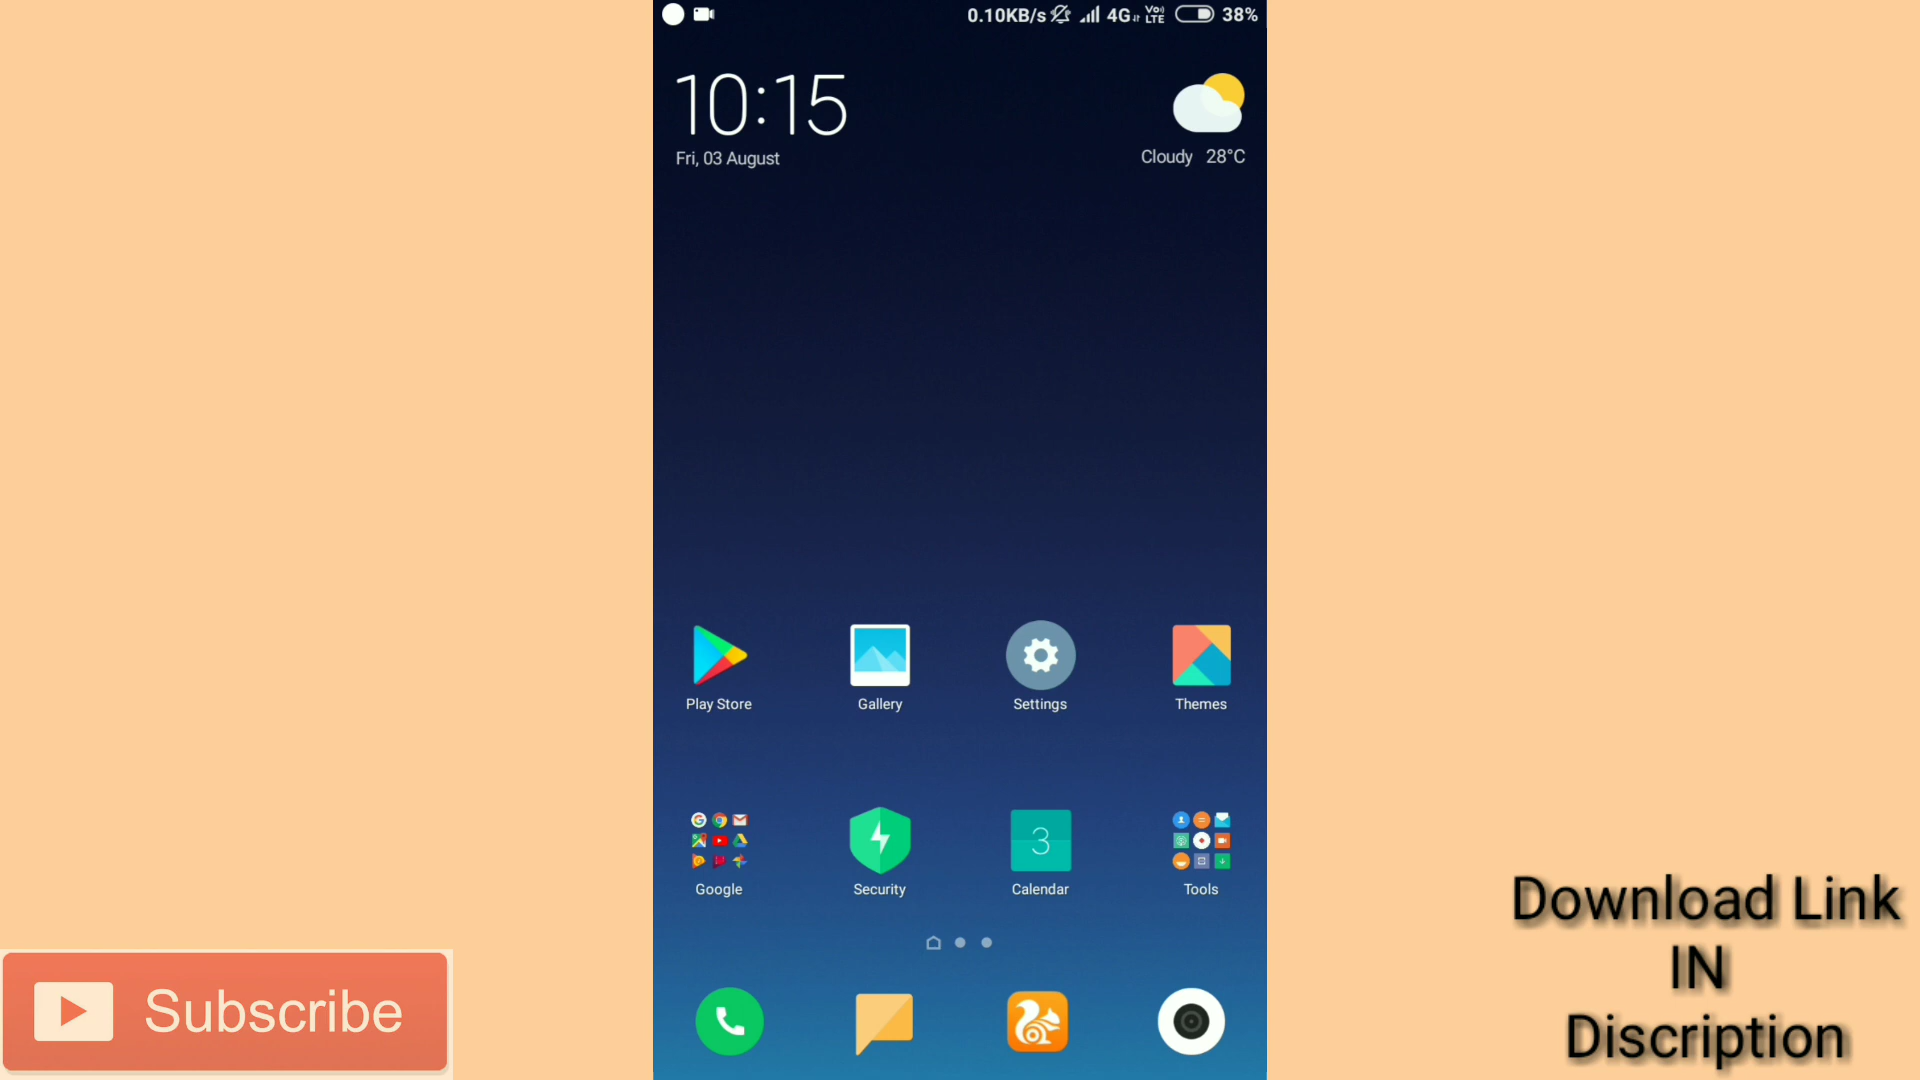 0.10KB/s 4G VoLTE 38%
10:15
Fri, 03 August
Cloudy 28°C
Play Store Gallery Settings Themes
3
Google Security Calendar Tools
Subscribe
Download Link
IN
Discription